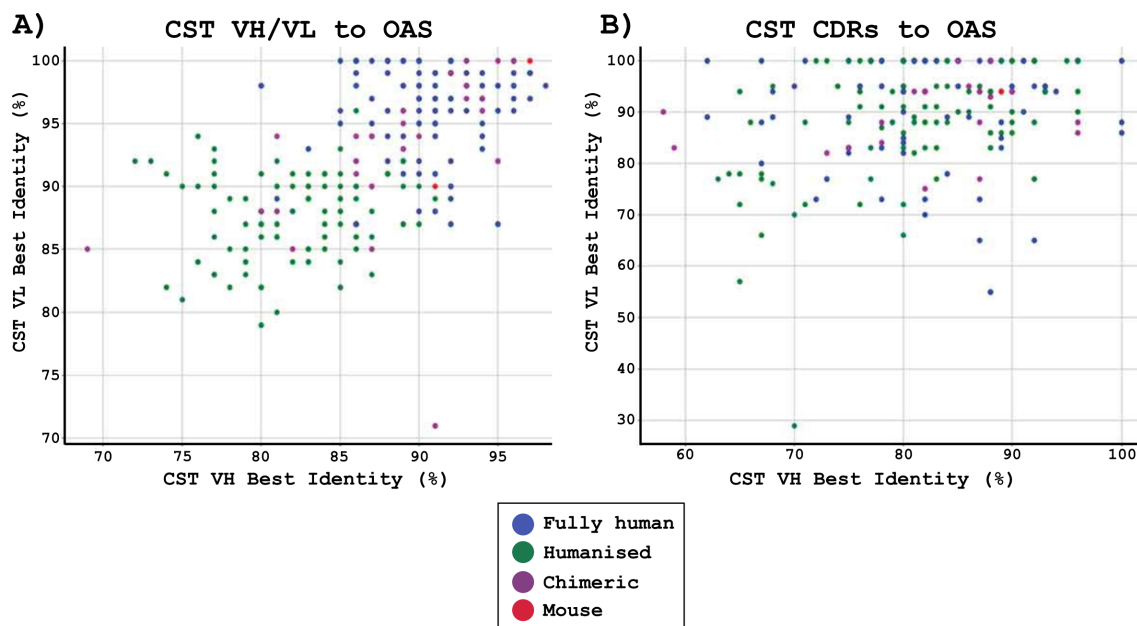 A)
CST VH/VL to OAS
CST VL Best Identity (%)
100
95
90
85
80
75
70
70 75 80 85 90 95
CST VH Best Identity (%)
B)
CST CDRs to OAS
CST VL Best Identity (%)
100
90
80
70
60
50
40
30
60 70 80 90 100
CST VH Best Identity (%)
Fully human
Humanised
Chimeric
Mouse